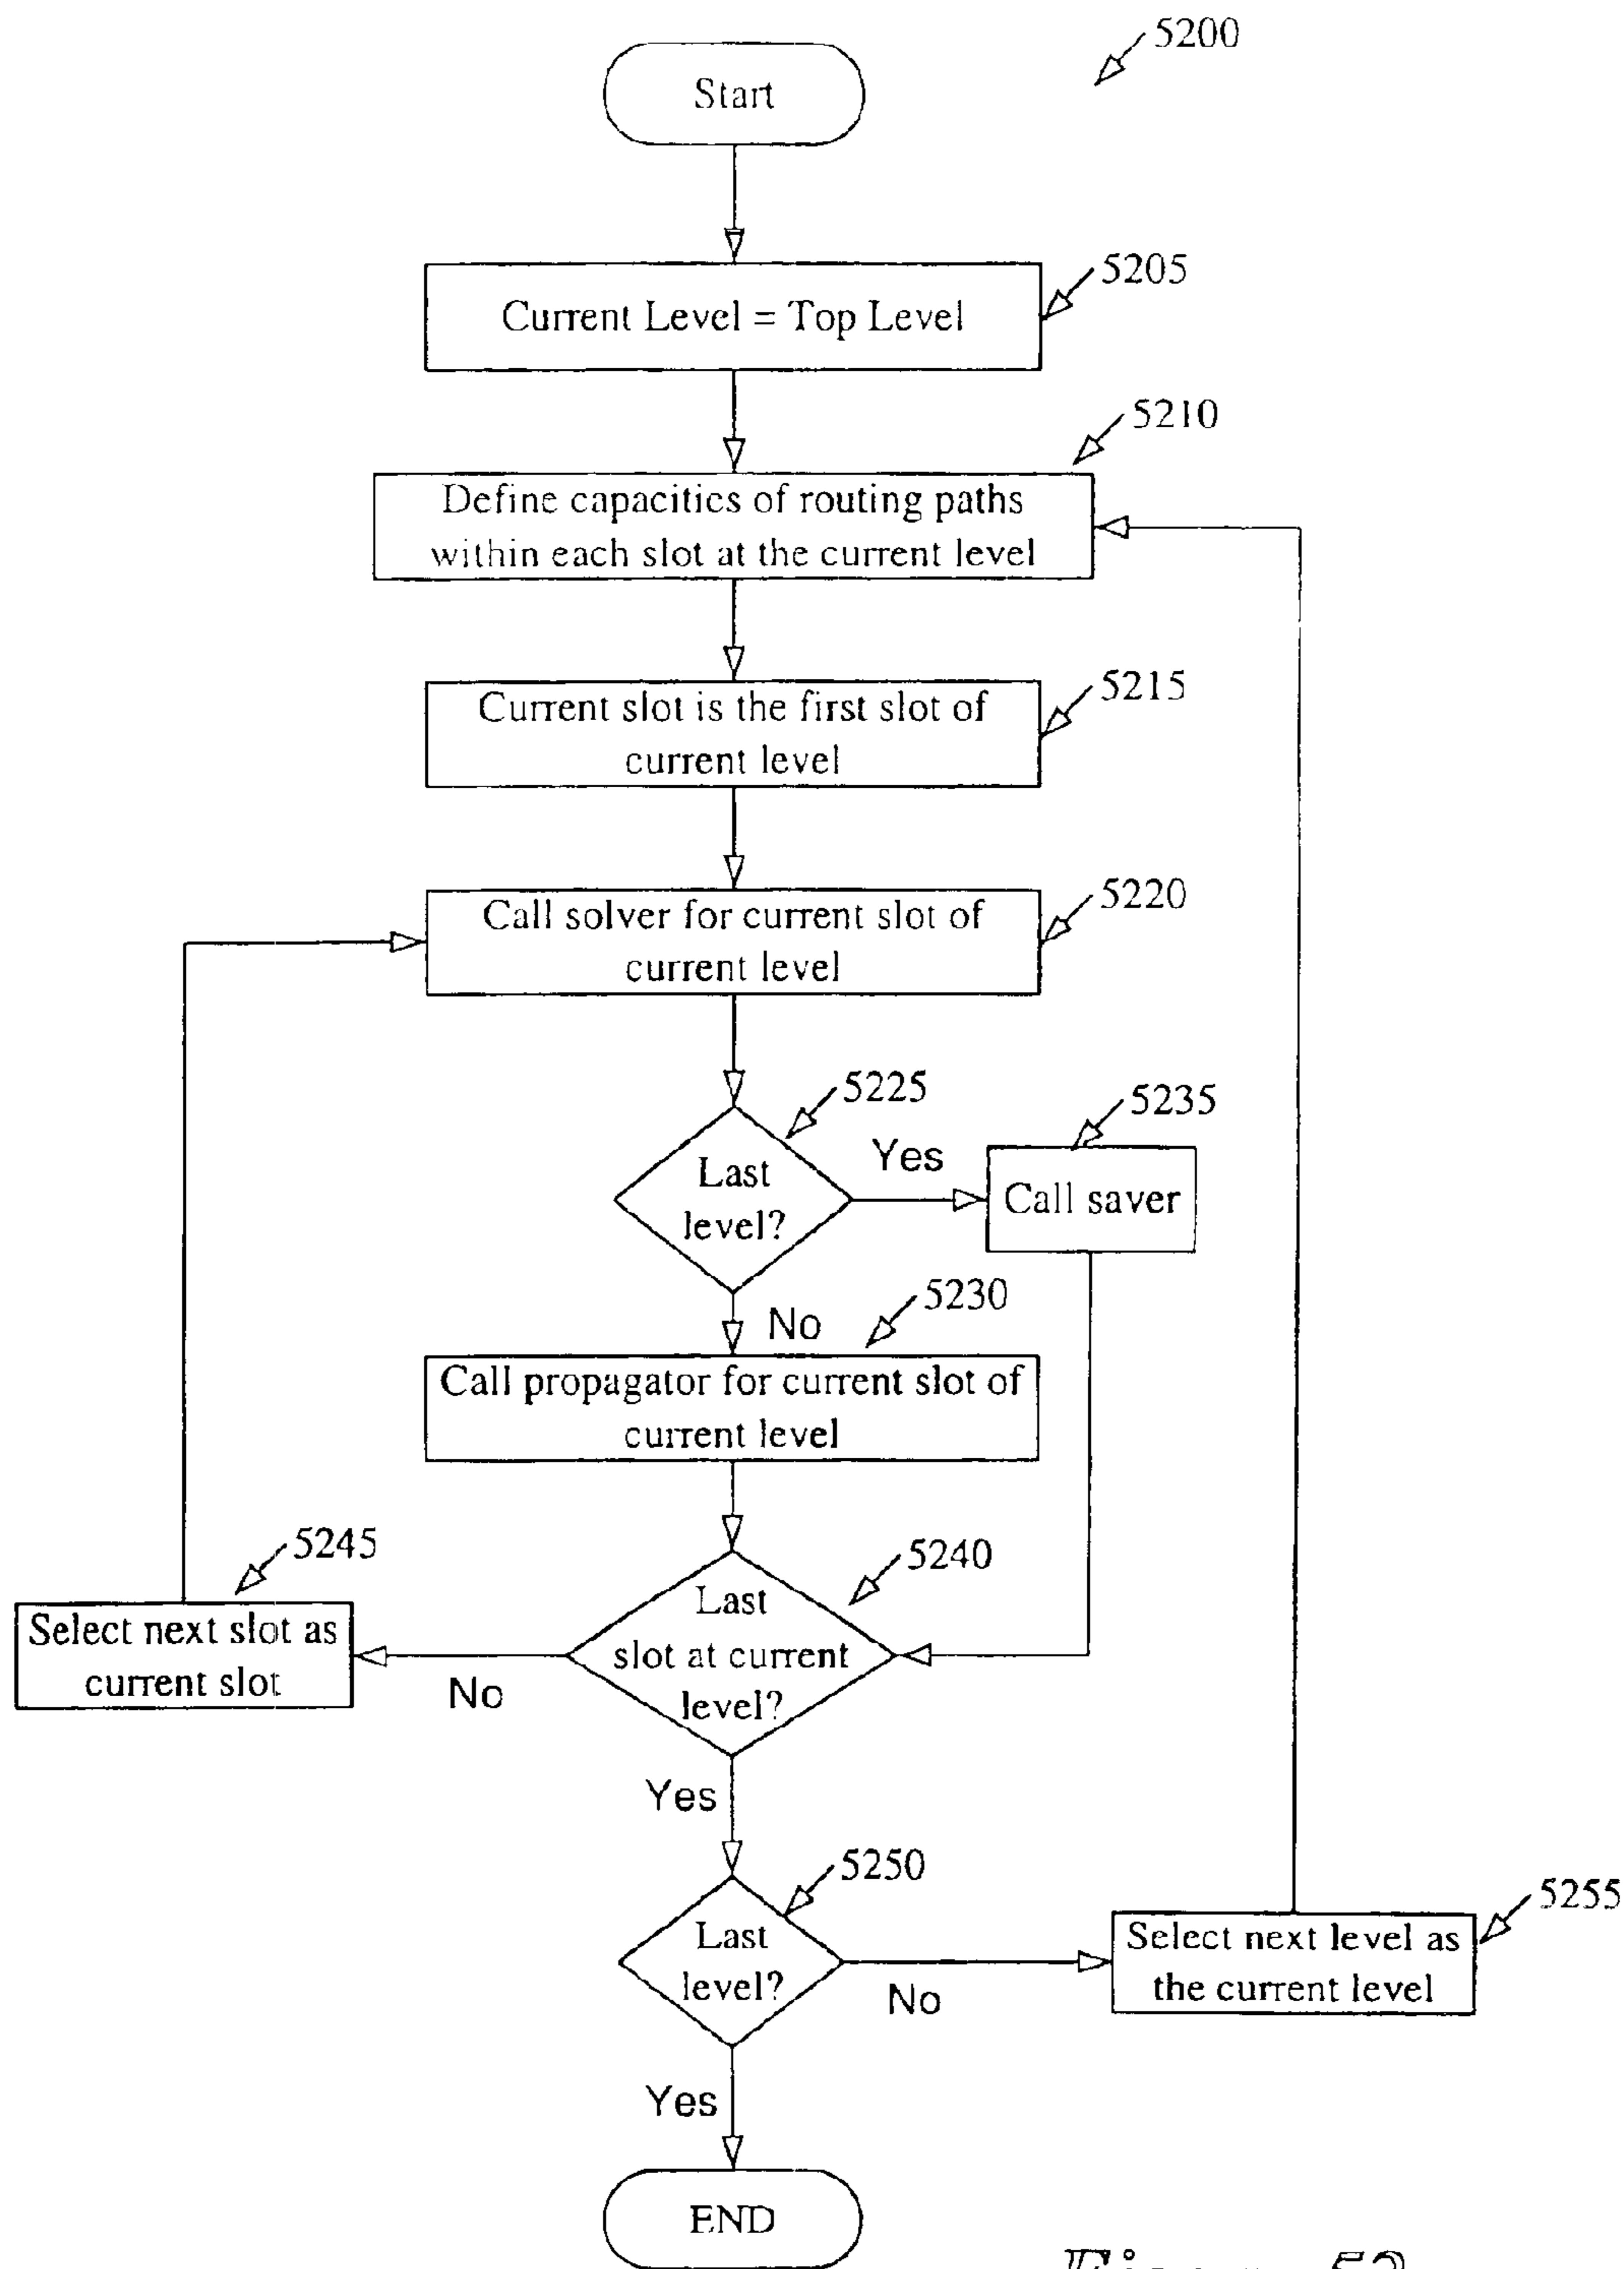 5200
Start
5205
Current Level = Top Level
5210
Define capacities of routing paths
within each slot at the current level
5215
Current slot is the first slot of
current level
5220
Call solver for current slot of
current level
5225
Last
level?
Yes
5235
Call saver
No
5230
Call propagator for current slot of
current level
5245
Select next slot as
current slot
No
5240
Last
slot at current
level?
Yes
5250
Last
level?
No
5255
Select next level as
the current level
Yes
END